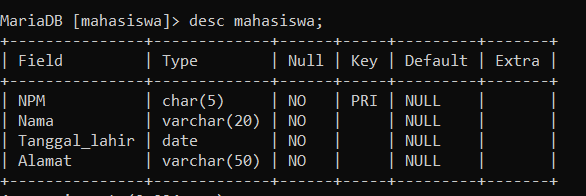 MariaDB [mahasiswa]> desc mahasiswa;
+---------------+-------------+------+-----+---------+-------+
| Field         | Type        | Null | Key | Default | Extra |
+---------------+-------------+------+-----+---------+-------+
| NPM           | char(5)     | NO   | PRI | NULL    |       |
| Nama          | varchar(20) | NO   |     | NULL    |       |
| Tanggal_lahir | date        | NO   |     | NULL    |       |
| Alamat        | varchar(50) | NO   |     | NULL    |       |
+---------------+-------------+------+-----+---------+-------+